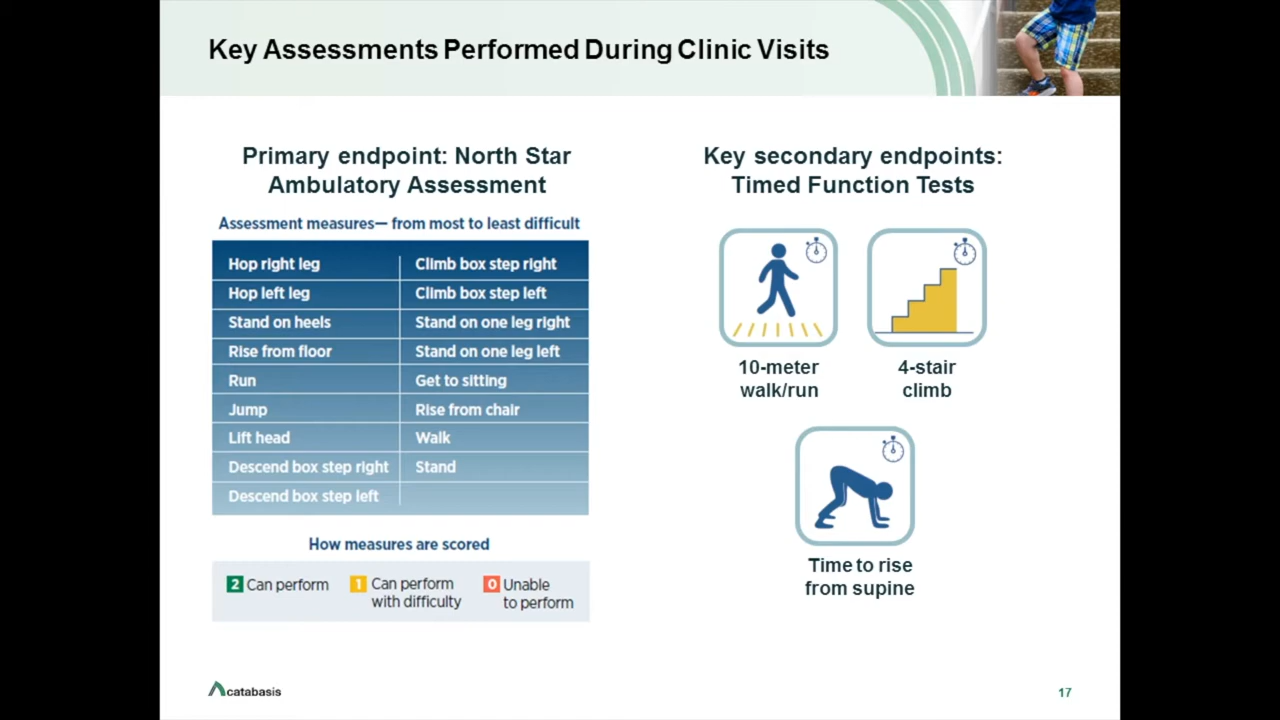 Key Assessments Performed During Clinic Visits
Primary endpoint: North Star
Ambulatory Assessment
Assessment measures— from most to least difficult
Hop right leg
Hop left leg
Stand on heels
Rise from floor
Run
Jump
Lift head
Descend box step right
Descend box step left
Climb box step right
Climb box step left
Stand on one leg right
Stand on one leg left
Get to sitting
Rise from chair
Walk
Stand
How measures are scored
2 Can perform
1 Can perform
with difficulty
0 Unable
to perform
Key secondary endpoints:
Timed Function Tests
10-meter
walk/run
4-stair
climb
Time to rise
from supine
catabasis
17